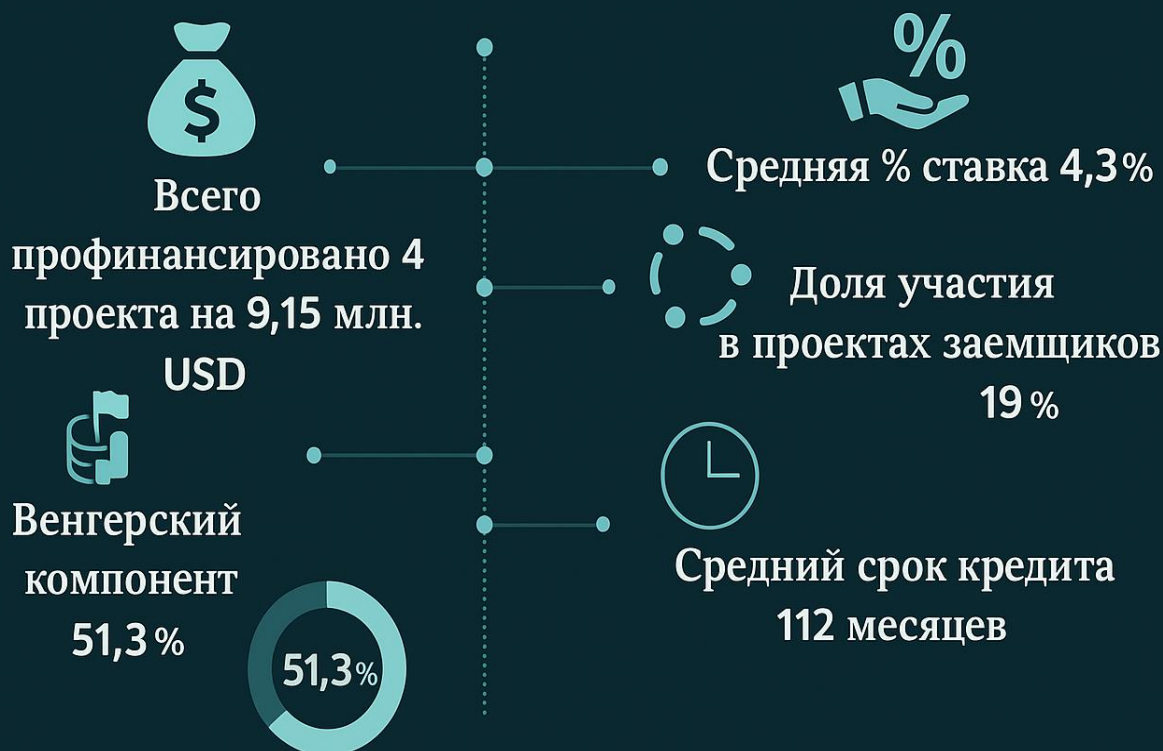 $
Всего
профинансировано 4
проекта на 9,15 млн.
USD
Венгерский
компонент
51,3 %
51,3%
%
Средняя % ставка 4,3%
Доля участия
в проектах заемщиков
19 %
Средний срок кредита
112 месяцев